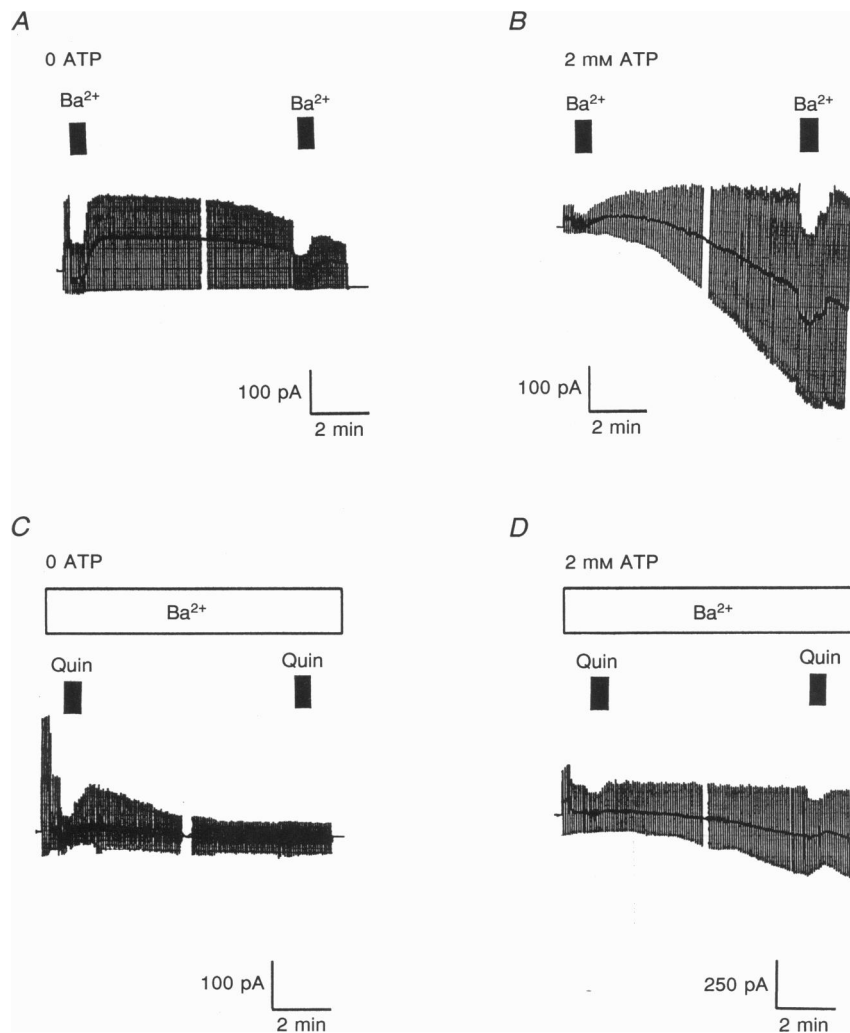 A
0 ATP
Ba²⁺
Ba²⁺
100 pA
2 min
B
2 mM ATP
Ba²⁺
Ba²⁺
100 pA
2 min
C
0 ATP
Ba²⁺
Quin
Quin
100 pA
2 min
D
2 mM ATP
Ba²⁺
Quin
Quin
250 pA
2 min